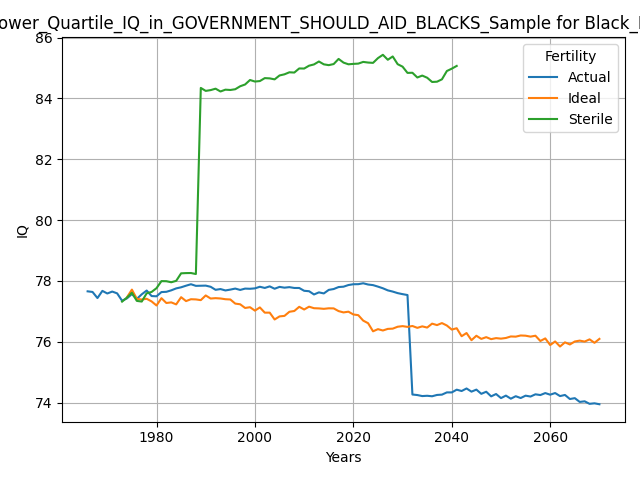 ower_Quartile_IQ_in_GOVERNMENT_SHOULD_AID_BLACKS_Sample for Black_
86
84
82
80
78
76
74
IQ
1980
2000
2020
2040
2060
Years
Fertility
Actual
Ideal
Sterile